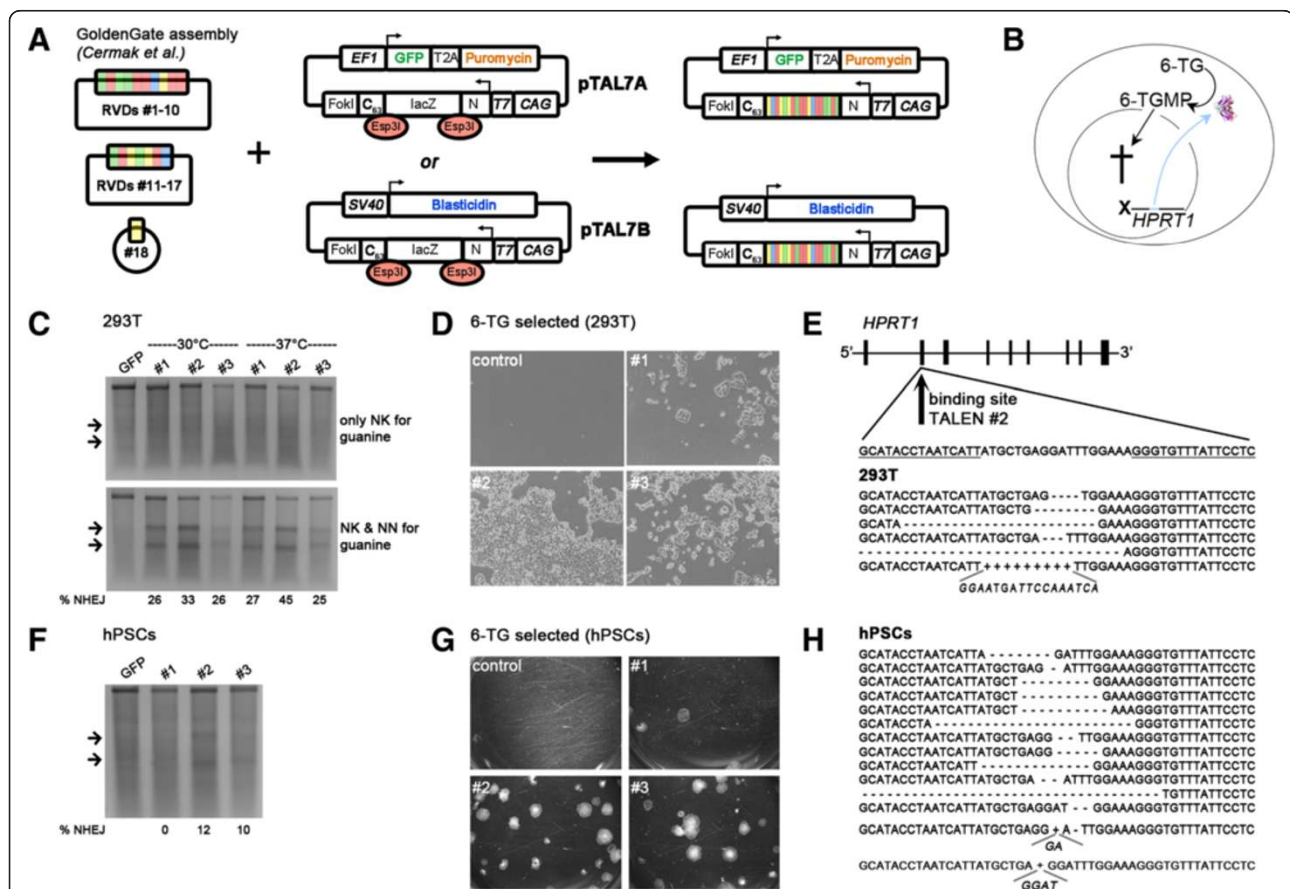 A
GoldenGate assembly
(Cermak et al.)
RVDs #1-10
RVDs #11-17
#18
+
EF1 GFP T2A Puromycin
pTAL7A
FokI C63 lacZ N T7 CAG
Esp3I Esp3I
or
SV40 Blasticidin
pTAL7B
FokI C63 lacZ N T7 CAG
Esp3I Esp3I
EF1 GFP T2A Puromycin
FokI C63 N T7 CAG
SV40 Blasticidin
FokI C63 N T7 CAG
B
6-TG
6-TGMP
X HPRT1
C 293T
------30°C------ ------37°C------
GFP #1 #2 #3 #1 #2 #3
only NK for
guanine
NK & NN for
guanine
% NHEJ 26 33 26 27 45 25
D 6-TG selected (293T)
control #1
#2 #3
E HPRT1
5' 3'
binding site
TALEN #2
GCATACCTAATCATTATGCTGAGGATTTGGAAAGGGTGTTTATTCCTC
293T
GCATACCTAATCATTATGCTGAG----TGGAAAGGGTGTTTATTCCTC
GCATACCTAATCATTATGCTG--------GAAAGGGTGTTTATTCCTC
GCATA------------------------GAAAGGGTGTTTATTCCTC
GCATACCTAATCATTATGCTGA---TTTGGAAAGGGTGTTTATTCCTC
--------------------------------AGGGTGTTTATTCCTC
GCATACCTAATCATT+++++++++TTGGAAAGGGTGTTTATTCCTC
GGAATGATTCCAAATCA
F hPSCs
GFP #1 #2 #3
% NHEJ 0 12 10
G 6-TG selected (hPSCs)
control #1
#2 #3
H hPSCs
GCATACCTAATCATTA-------GATTTGGAAAGGGTGTTTATTCCTC
GCATACCTAATCATTATGCTGAG-ATTTGGAAAGGGTGTTTATTCCTC
GCATACCTAATCATTATGCT--------GGAAAGGGTGTTTATTCCTC
GCATACCTAATCATTATGCT---------GAAAGGGTGTTTATTCCTC
GCATACCTAATCATTATGCT----------AAAGGGTGTTTATTCCTC
GCATACCTA------------------------GGGTGTTTATTCCTC
GCATACCTAATCATTATGCTGAGG--TTGGAAAGGGTGTTTATTCCTC
GCATACCTAATCATTATGCTGAGG-----GAAAGGGTGTTTATTCCTC
GCATACCTAATCATT-------------GGAAAGGGTGTTTATTCCTC
GCATACCTAATCATTATGCTGA--ATTTGGAAAGGGTGTTTATTCCTC
------------------------------------TGTTTATTCCTC
GCATACCTAATCATTATGCTGAGGAT--GGAAAGGGTGTTTATTCCTC
GCATACCTAATCATTATGCTGAGG+A-TTGGAAAGGGTGTTTATTCCTC
GA
GCATACCTAATCATTATGCTGA+GGATTTGGAAAGGGTGTTTATTCCTC
GGAT